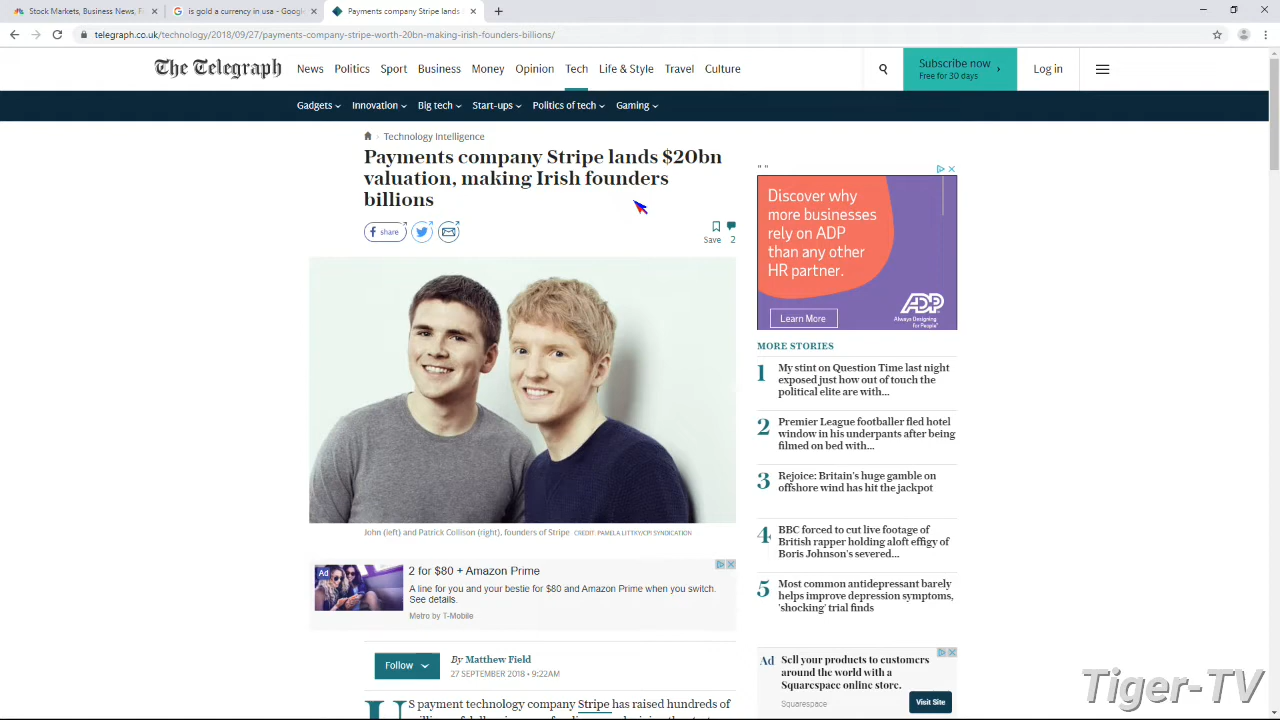 Stock Markets, Business News, F
is gold a currency in usa - Google
Payments company Stripe lands $
telegraph.co.uk/technology/2018/09/27/payments-company-stripe-worth-20bn-making-irish-founders/
The Telegraph
News Politics Sport Business Money Opinion Tech Life & Style Travel Culture
Subscribe now
Free for 30 days
Log in
Gadgets Innovation Big tech Start-ups Politics of tech Gaming
Technology Intelligence
Payments company Stripe lands $20bn
valuation, making Irish founders
billions
share
Save 2
John (left) and Patrick Collison (right), founders of Stripe CREDIT: PAMELA LITTKY/CPI SYNDICATION
Ad
2 for $80 + Amazon Prime
A line for you and your bestie for $80 and Amazon Prime when you switch.
See details.
Metro by T-Mobile
Follow
By Matthew Field
27 SEPTEMBER 2018 • 9:22AM
US payment technology company Stripe has raised hundreds of
" "
Discover why
more businesses
rely on ADP
than any other
HR partner.
Learn More
ADP
Always Designing
for People™
MORE STORIES
1 My stint on Question Time last night
exposed just how out of touch the
political elite are with...
2 Premier League footballer fled hotel
window in his underpants after being
filmed on bed with...
3 Rejoice: Britain's huge gamble on
offshore wind has hit the jackpot
4 BBC forced to cut live footage of
British rapper holding aloft effigy of
Boris Johnson's severed...
5 Most common antidepressant barely
helps improve depression symptoms,
'shocking' trial finds
Ad
Sell your products to customers
around the world with a
Squarespace online store.
Squarespace
Visit Site
Tiger-TV